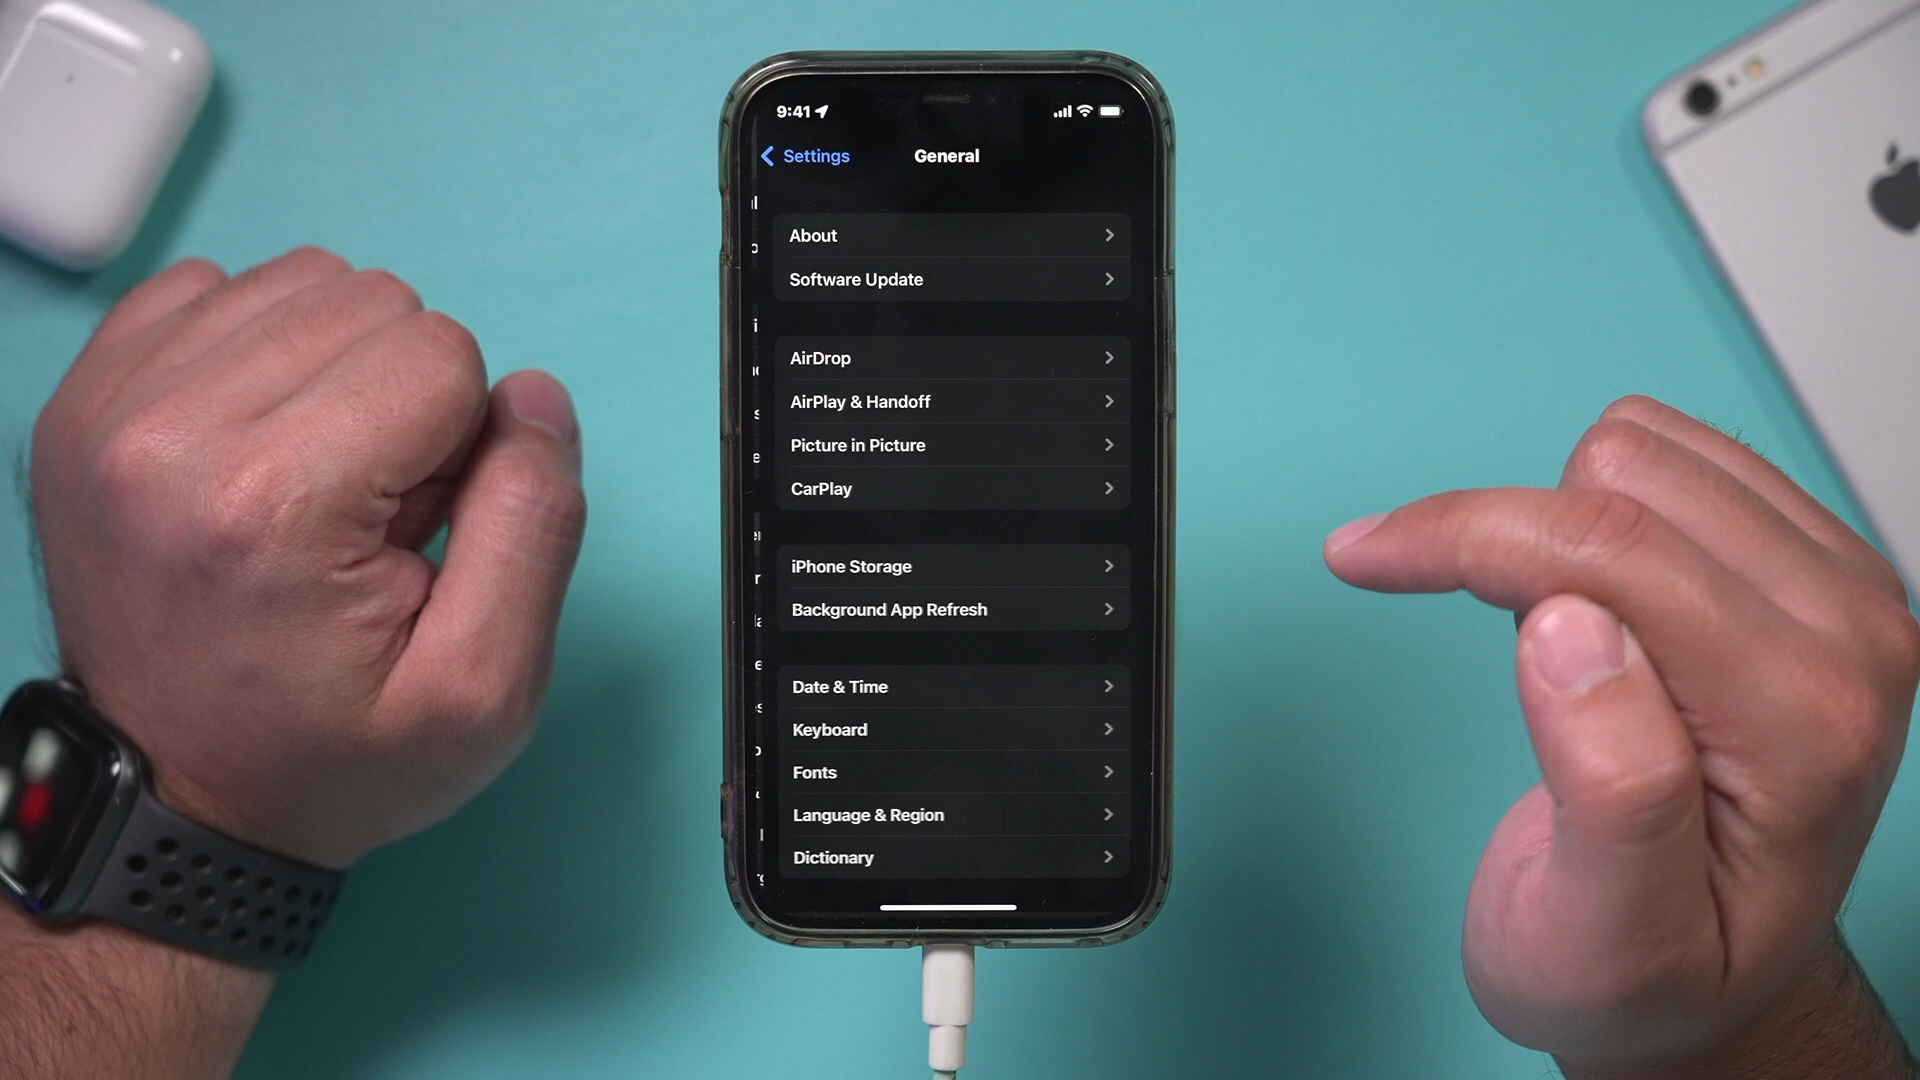 9:41
Settings
General
About
Software Update
AirDrop
AirPlay & Handoff
Picture in Picture
CarPlay
iPhone Storage
Background App Refresh
Date & Time
Keyboard
Fonts
Language & Region
Dictionary